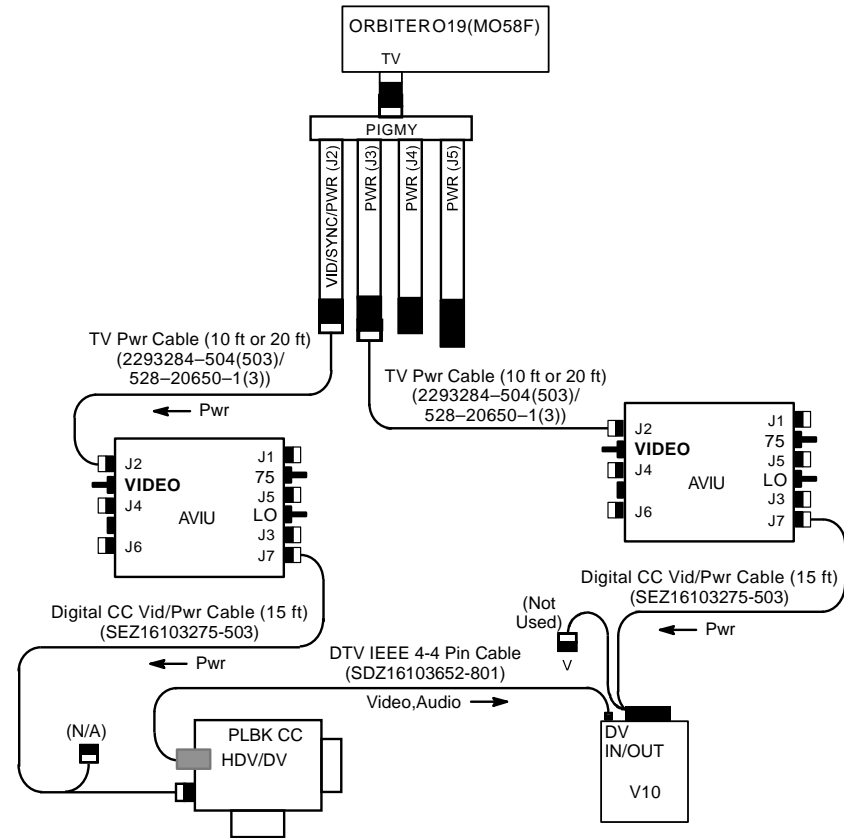 ORBITERO19(MO58F)
TV
PIGMY
VID/SYNC/PWR (J2)
PWR (J3)
PWR (J4)
PWR (J5)
TV Pwr Cable (10 ft or 20 ft)
(2293284–504(503)/
528–20650–1(3))
Pwr
TV Pwr Cable (10 ft or 20 ft)
(2293284–504(503)/
528–20650–1(3))
J2
VIDEO
J4
AVIU
J6
J1
75
J5
LO
J3
J7
J2
VIDEO
J4
AVIU
J6
J1
75
J5
LO
J3
J7
Digital CC Vid/Pwr Cable (15 ft)
(SEZ16103275-503)
Pwr
Digital CC Vid/Pwr Cable (15 ft)
(SEZ16103275-503)
Pwr
(Not
Used)
V
DTV IEEE 4-4 Pin Cable
(SDZ16103652-801)
Video,Audio
(N/A)
PLBK CC
HDV/DV
DV
IN/OUT
V10